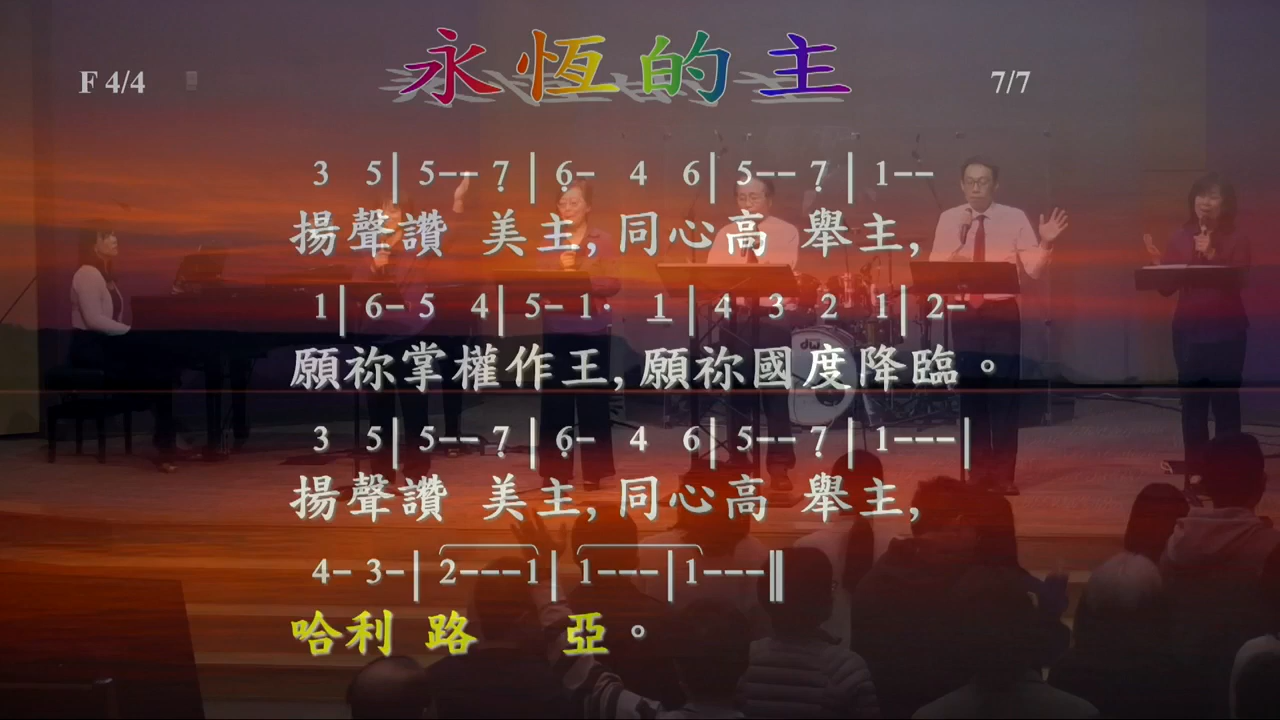 永恆的主
F 4/4
7/7
3 5| 5-- 7̣ | 6̣- 4 6| 5-- 7̣ | 1--
揚聲讚 美主, 同心高 舉主,
1| 6- 5 4| 5- 1· 1̲ | 4 3 2 1| 2-
願祢掌權作王, 願祢國度降臨。
3 5| 5-- 7̣ | 6̣- 4 6| 5-- 7̣ | 1---|
揚聲讚 美主, 同心高 舉主,
4- 3-| 2---1| 1---| 1---‖
哈利 路 亞。
dw